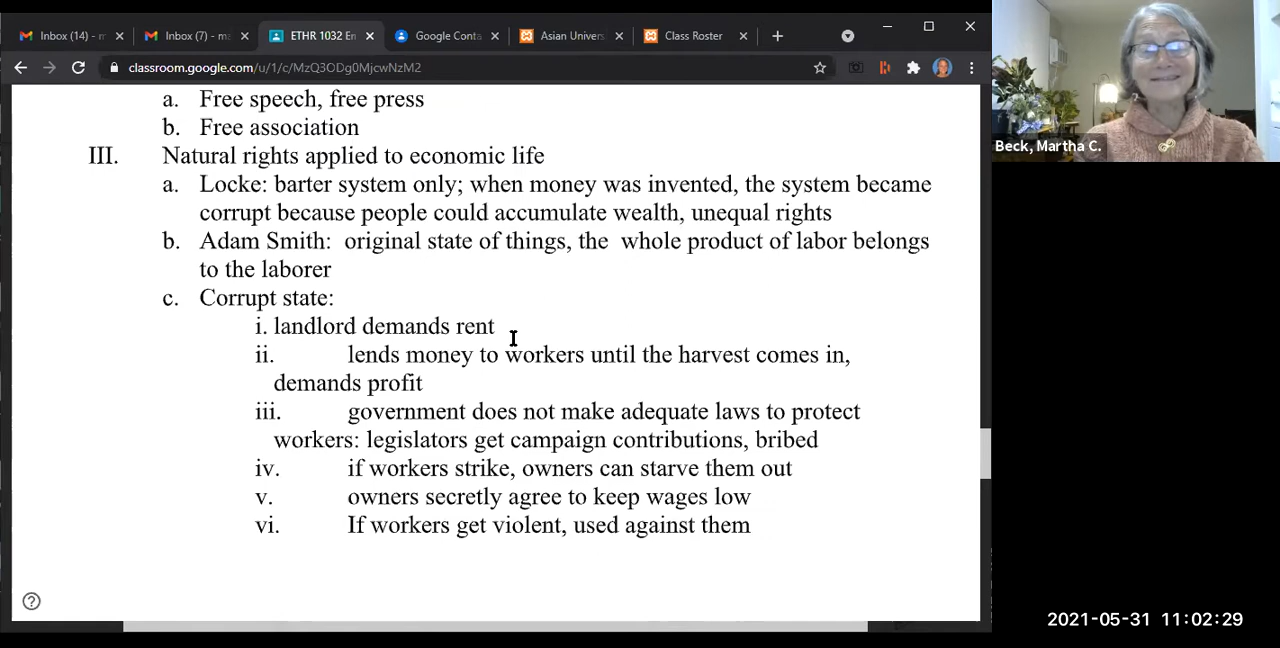 Inbox (14) - m
Inbox (7) - ma
ETHR 1032 En
Google Conta
Asian Univers
Class Roster
classroom.google.com/u/1/c/MzQ3ODg0MjcwNzM2
a. Free speech, free press
b. Free association
III. Natural rights applied to economic life
a. Locke: barter system only; when money was invented, the system became
corrupt because people could accumulate wealth, unequal rights
b. Adam Smith: original state of things, the whole product of labor belongs
to the laborer
c. Corrupt state:
i. landlord demands rent
ii. lends money to workers until the harvest comes in,
demands profit
iii. government does not make adequate laws to protect
workers: legislators get campaign contributions, bribed
iv. if workers strike, owners can starve them out
v. owners secretly agree to keep wages low
vi. If workers get violent, used against them
Beck, Martha C.
2021-05-31 11:02:29